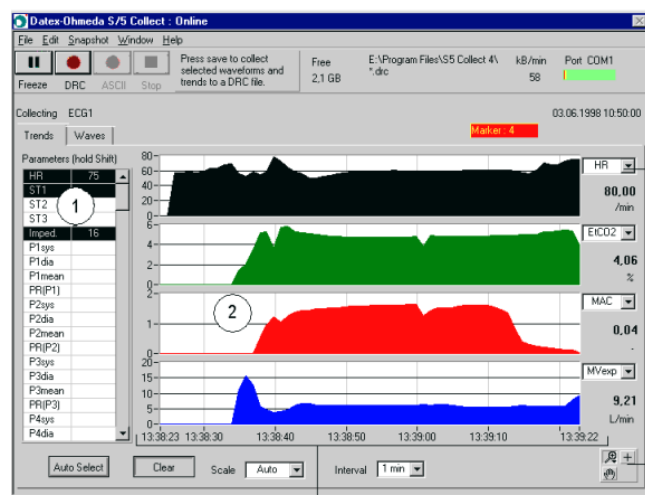 Datex-Ohmeda S/5 Collect : Online
File Edit Snapshot Window Help
Freeze DRC ASCII Stop
Press save to collect
selected waveforms and
trends to a DRC file.
Free
2,1 GB
E:\Program Files\S5 Collect 4\
*.drc
kB/min
58
Port COM1
Collecting ECG1
03.06.1998 10:50:00
Marker: 4
Trends Waves
Parameters (hold Shift)
HR 75
ST1
ST2
ST3
Imped. 16
P1sys
P1dia
P1mean
PR(P1)
P2sys
P2dia
P2mean
PR(P2)
P3sys
P3dia
P3mean
PR(P3)
P4sys
P4dia
1
80
60
40
20
0
HR
80,00
/min
6
4
2
0
EtCO2
4,06
%
2
1
0
2
MAC
0,04
.
20
15
10
5
0
MVexp
9,21
L/min
13:38:23 13:38:30 13:38:40 13:38:50 13:39:00 13:39:10 13:39:22
Auto Select Clear Scale Auto Interval 1 min